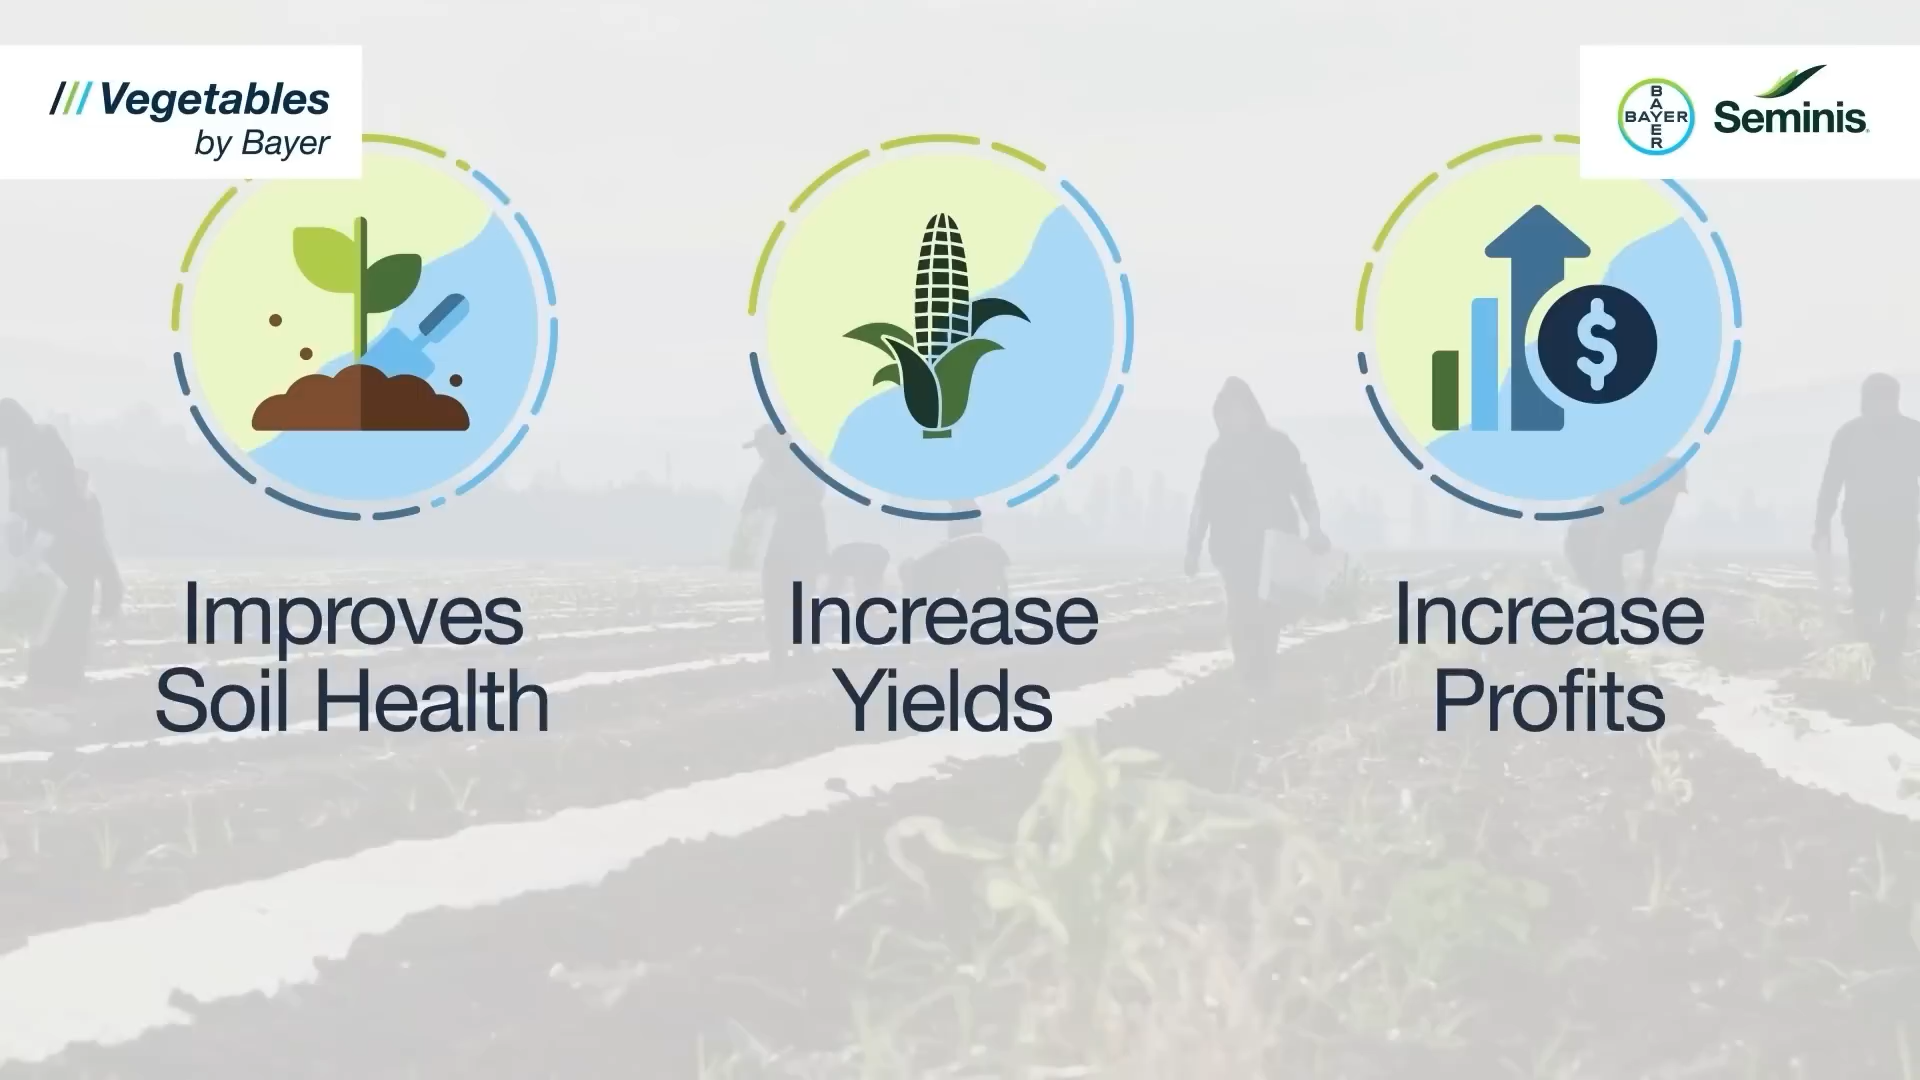 Vegetables
by Bayer
BAYER
BAYER
Seminis
$
Improves
Soil Health
Increase
Yields
Increase
Profits